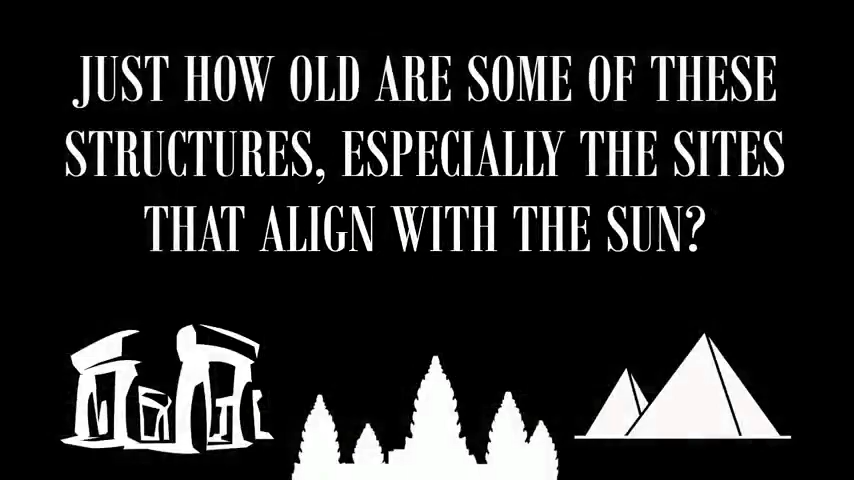 JUST HOW OLD ARE SOME OF THESE
STRUCTURES, ESPECIALLY THE SITES
THAT ALIGN WITH THE SUN?